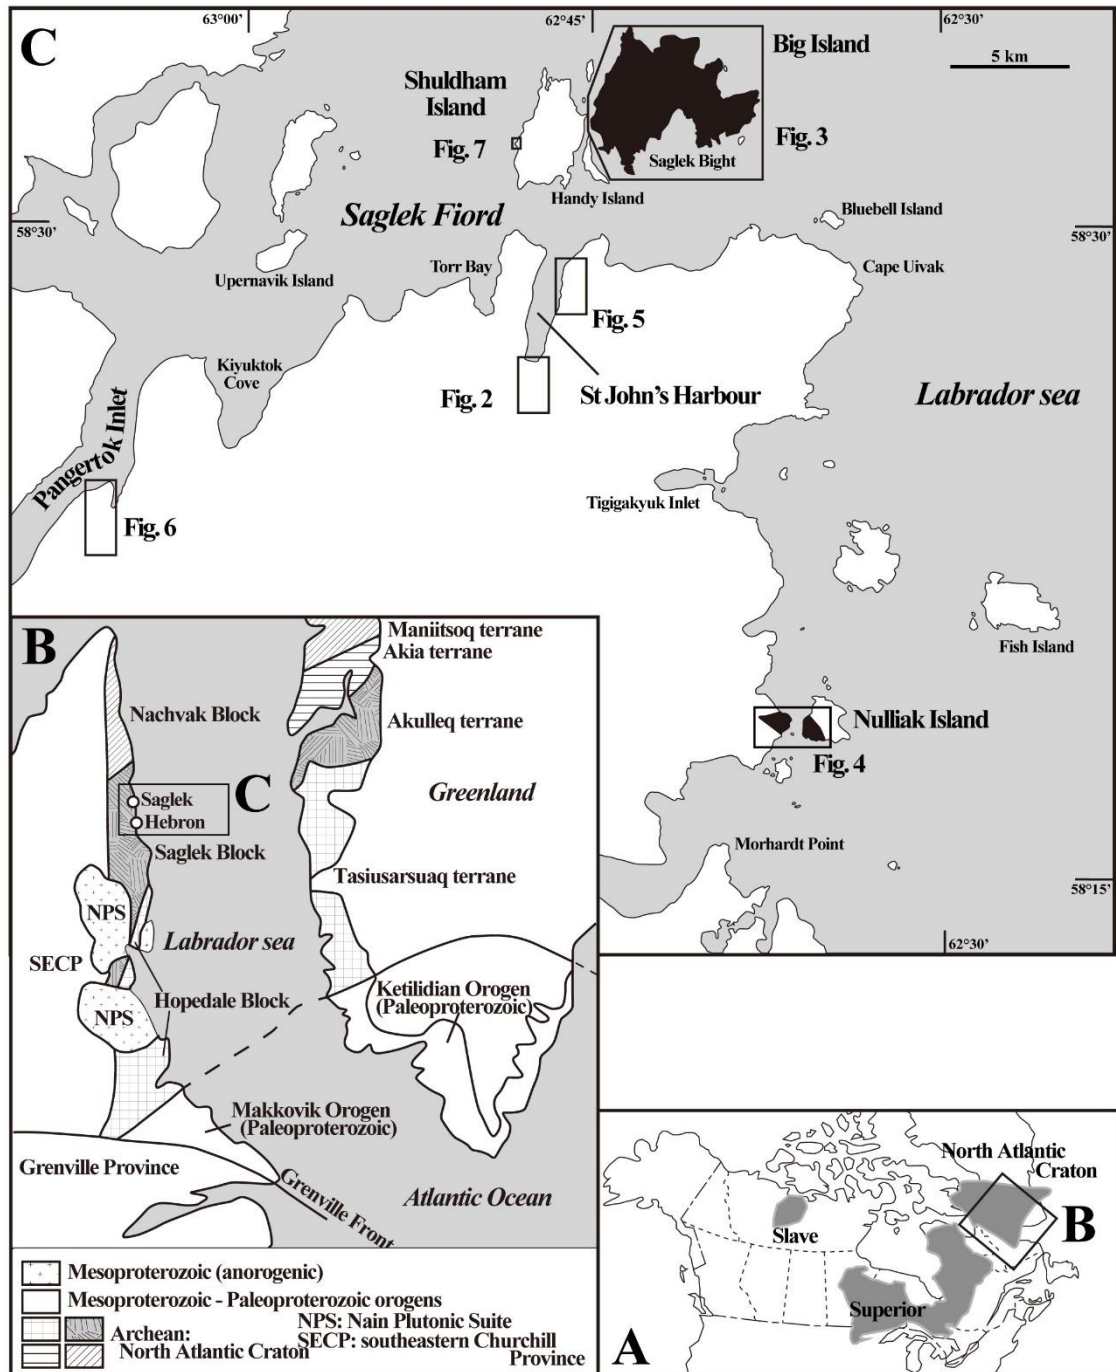 63°00'
62°45'
62°30'
C
5 km
Big Island
Shuldham
Island
Fig. 7
Fig. 3
Saglek Bight
Handy Island
Saglek Fiord
Bluebell Island
58°30'
58°30'
Upernavik Island
Torr Bay
Cape Uivak
Fig. 5
Kiyuktok
Cove
Fig. 2
St John's Harbour
Labrador sea
Pangertok Inlet
Tigigakyuk Inlet
Fig. 6
Fish Island
Nulliak Island
Fig. 4
Morhardt Point
58°15'
62°30'
B
Maniitsoq terrane
Akia terrane
Nachvak Block
Akulleq terrane
C
Greenland
Saglek
Hebron
Saglek Block
Tasiusarsuaq terrane
NPS
Labrador sea
SECP
Hopedale Block
Ketilidian Orogen
(Paleoproterozoic)
NPS
Makkovik Orogen
(Paleoproterozoic)
Grenville Province
Grenville Front
Atlantic Ocean
Mesoproterozoic (anorogenic)
Mesoproterozoic - Paleoproterozoic orogens
Archean:
North Atlantic Craton
NPS: Nain Plutonic Suite
SECP: southeastern Churchill
Province
North Atlantic
Craton
Slave
B
Superior
A